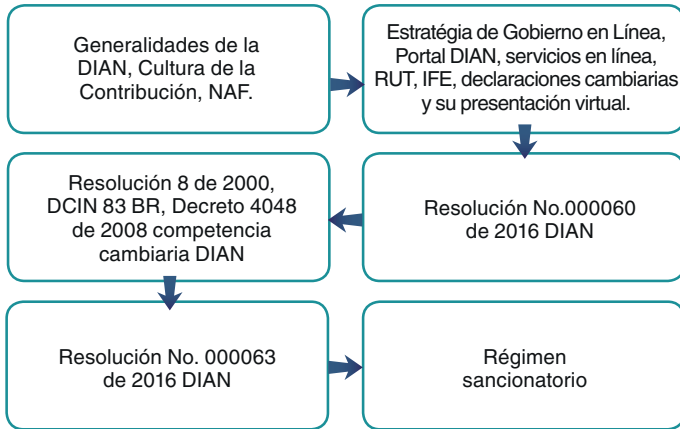 Generalidades de la
DIAN, Cultura de la
Contribución, NAF.
Estratégia de Gobierno en Línea,
Portal DIAN, servicios en línea,
RUT, IFE, declaraciones cambiarias
y su presentación virtual.
Resolución No.000060
de 2016 DIAN
Resolución 8 de 2000,
DCIN 83 BR, Decreto 4048
de 2008 competencia
cambiaria DIAN
Resolución No. 000063
de 2016 DIAN
Régimen
sancionatorio